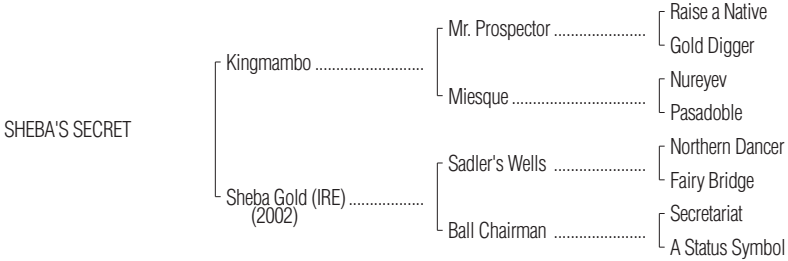 Raise a Native
Mr. Prospector ......................
Gold Digger
Kingmambo ..........................
Nureyev
Miesque ................................
Pasadoble
SHEBA'S SECRET
Northern Dancer
Sadler's Wells ......................
Fairy Bridge
Sheba Gold (IRE) ..................
(2002)
Secretariat
Ball Chairman ......................
A Status Symbol